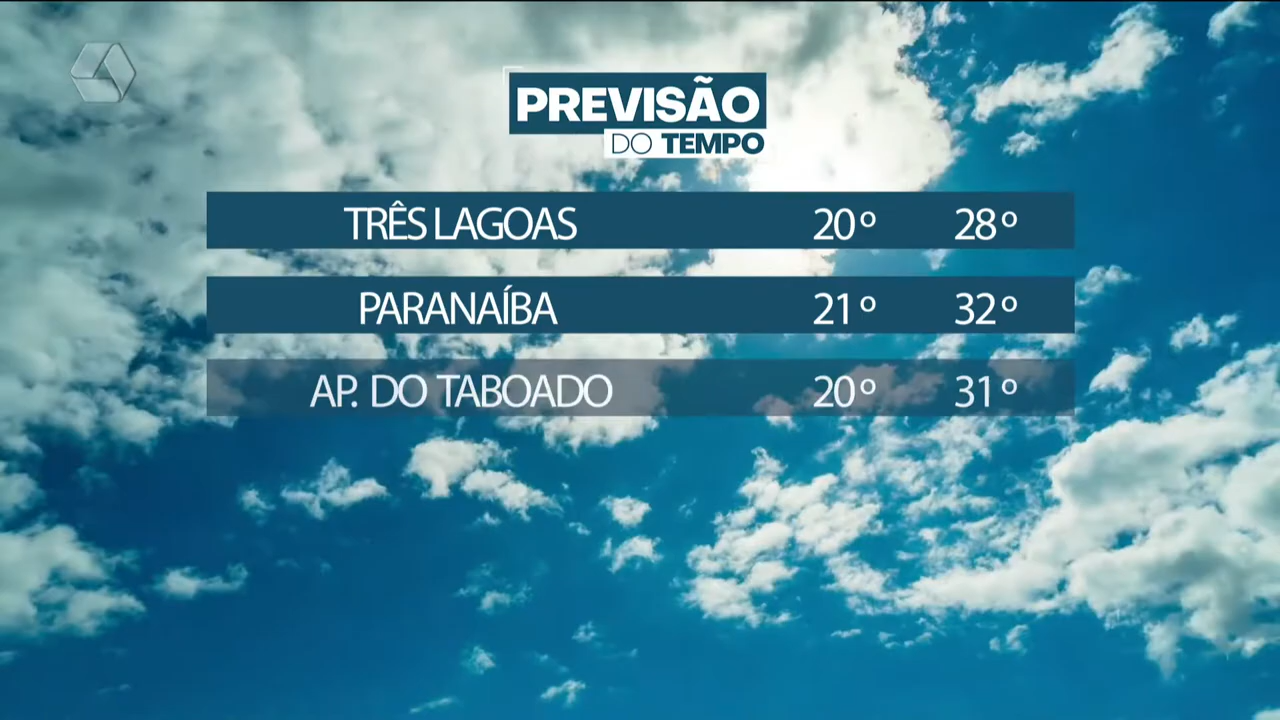 PREVISÃO
DO TEMPO
TRÊS LAGOAS 20º 28º
PARANAÍBA 21º 32º
AP. DO TABOADO 20º 31º